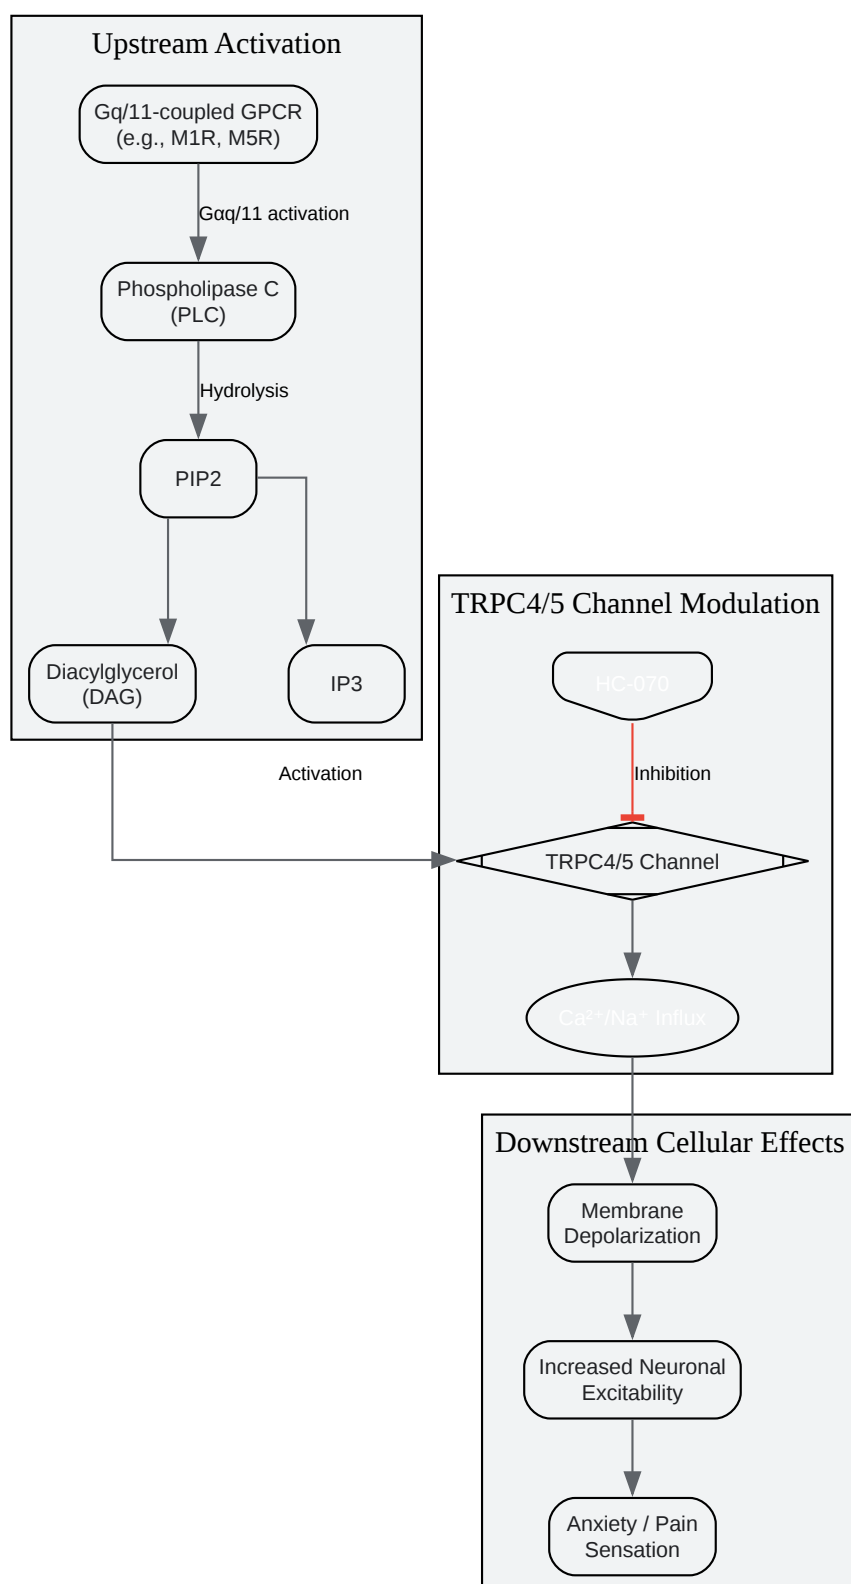 Upstream Activation
Gq/11-coupled GPCR
(e.g., M1R, M5R)
Gαq/11 activation
Phospholipase C
(PLC)
Hydrolysis
PIP2
Diacylglycerol
(DAG)
IP3
Activation
TRPC4/5 Channel Modulation
HC-070
Inhibition
TRPC4/5 Channel
Ca²⁺/Na⁺ Influx
Downstream Cellular Effects
Membrane
Depolarization
Increased Neuronal
Excitability
Anxiety / Pain
Sensation